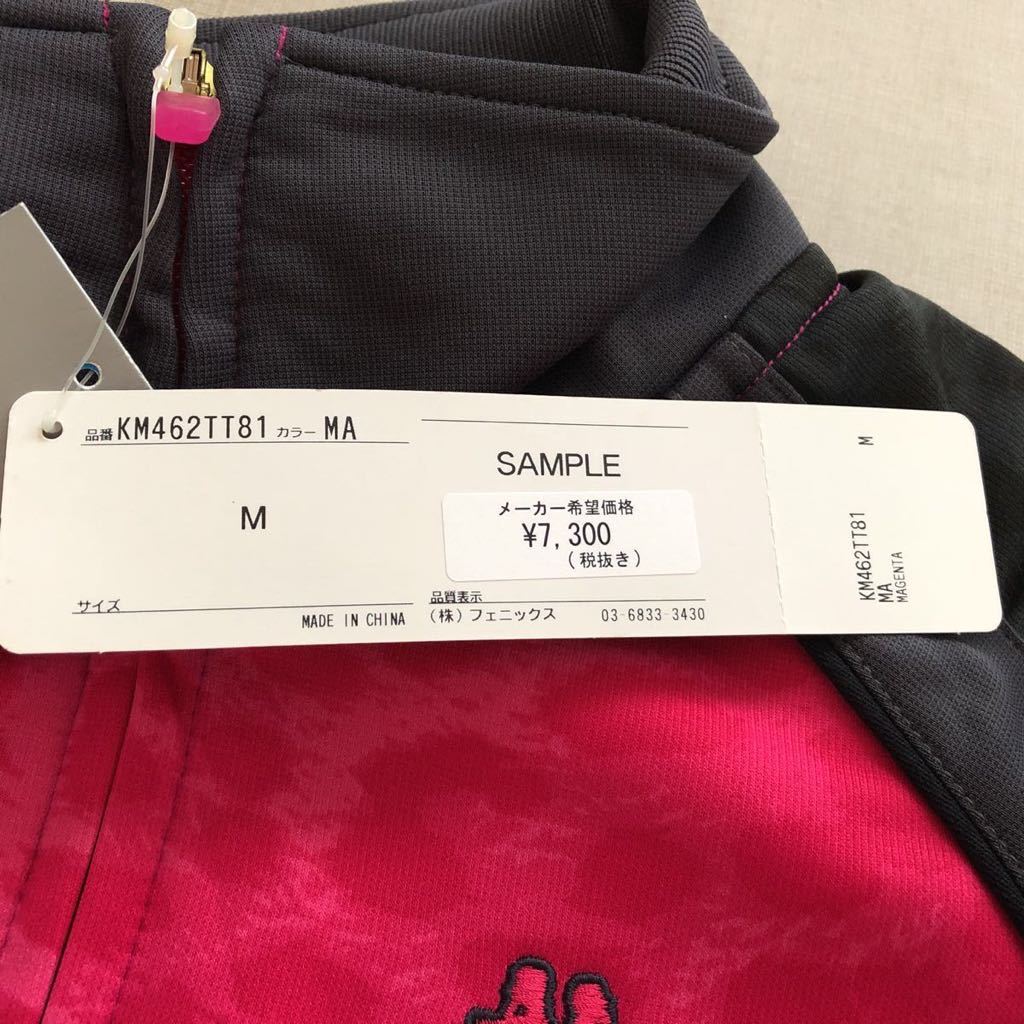 品番 KM462TT81 カラー MA
M
サイズ
MADE IN CHINA
SAMPLE
メーカー希望価格
¥7,300
(税抜き)
品質表示
(株) フェニックス 03-6833-3430
M
KM462TT81
MA
MAGENTA